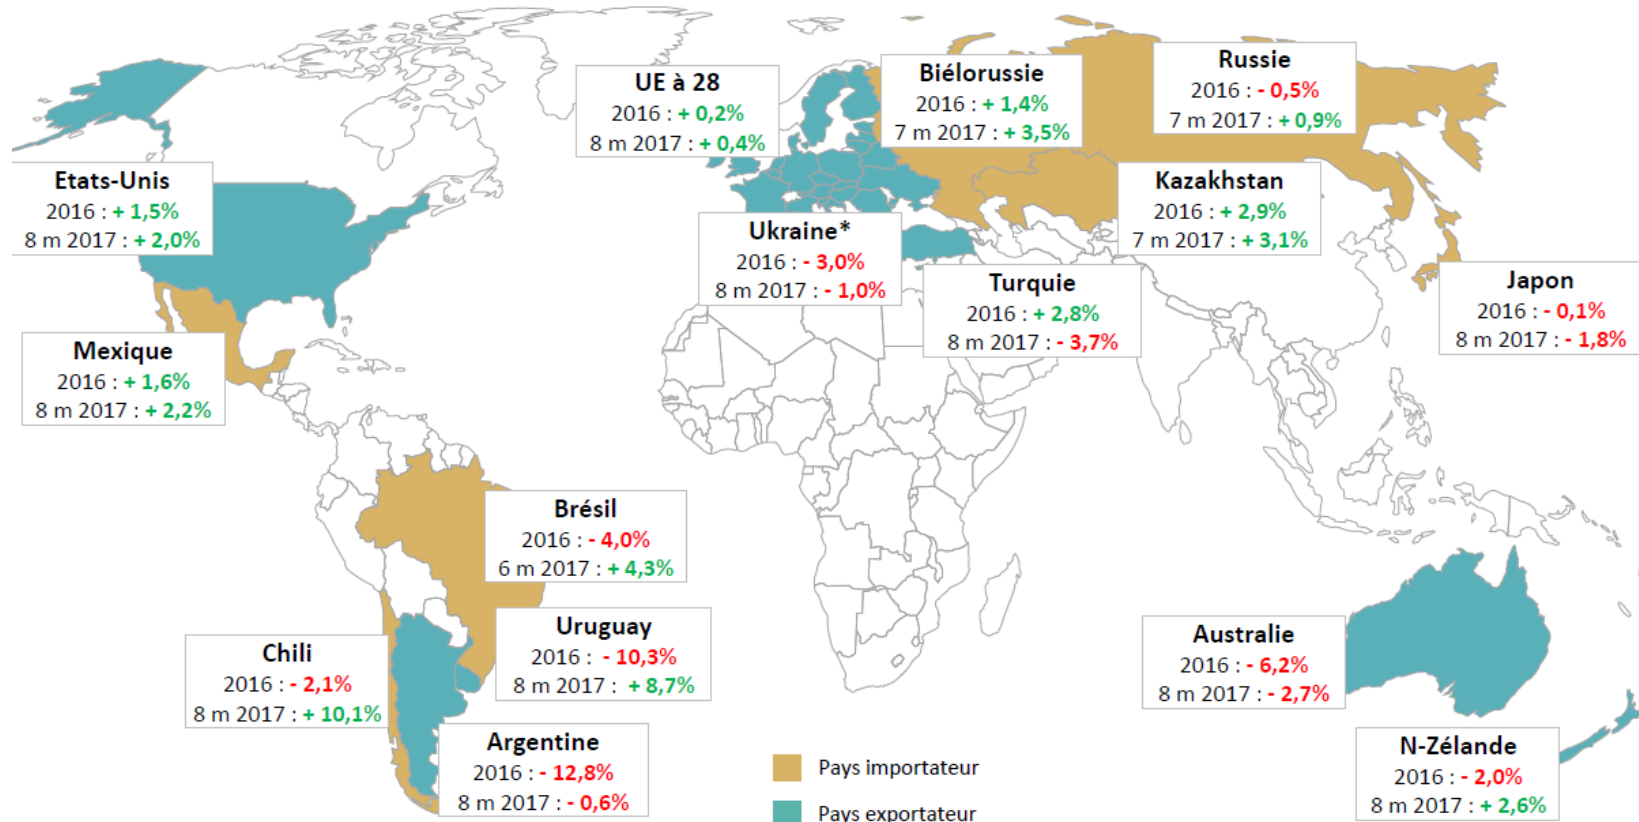 UE à 28
2016 : + 0,2%
8 m 2017 : + 0,4%
Biélorussie
2016 : + 1,4%
7 m 2017 : + 3,5%
Russie
2016 : - 0,5%
7 m 2017 : + 0,9%
Etats-Unis
2016 : + 1,5%
8 m 2017 : + 2,0%
Kazakhstan
2016 : + 2,9%
7 m 2017 : + 3,1%
Ukraine*
2016 : - 3,0%
8 m 2017 : - 1,0%
Turquie
2016 : + 2,8%
8 m 2017 : - 3,7%
Japon
2016 : - 0,1%
8 m 2017 : - 1,8%
Mexique
2016 : + 1,6%
8 m 2017 : + 2,2%
Brésil
2016 : - 4,0%
6 m 2017 : + 4,3%
Uruguay
2016 : - 10,3%
8 m 2017 : + 8,7%
Chili
2016 : - 2,1%
8 m 2017 : + 10,1%
Australie
2016 : - 6,2%
8 m 2017 : - 2,7%
Argentine
2016 : - 12,8%
8 m 2017 : - 0,6%
N-Zélande
2016 : - 2,0%
8 m 2017 : + 2,6%
Pays importateur
Pays exportateur